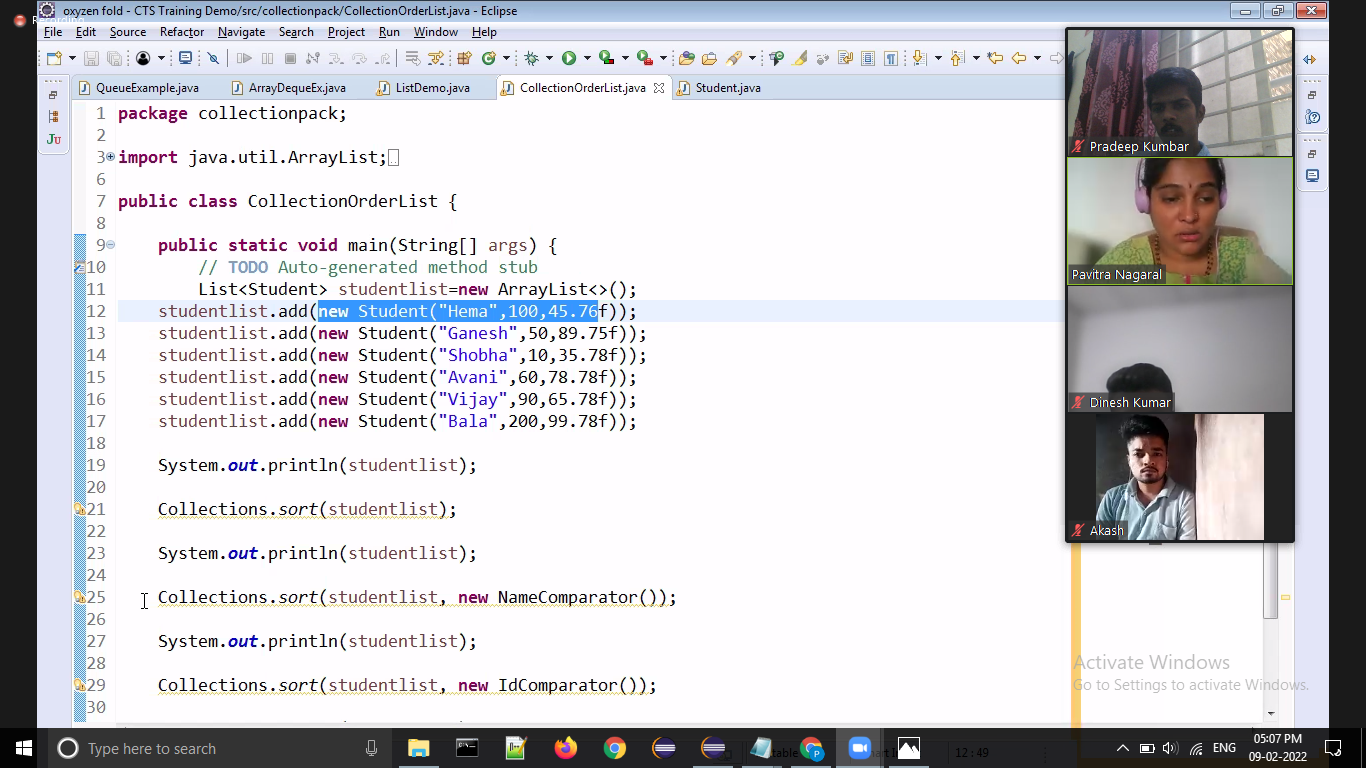 Recording
oxyzen fold - CTS Training Demo/src/collectionpack/CollectionOrderList.java - Eclipse
File Edit Source Refactor Navigate Search Project Run Window Help
QueueExample.java ArrayDequeEx.java ListDemo.java CollectionOrderList.java Student.java
1 package collectionpack;
2
3 import java.util.ArrayList;
6
7 public class CollectionOrderList {
8
9 public static void main(String[] args) {
10 // TODO Auto-generated method stub
11 List<Student> studentlist=new ArrayList<>();
12 studentlist.add(new Student("Hema",100,45.76f));
13 studentlist.add(new Student("Ganesh",50,89.75f));
14 studentlist.add(new Student("Shobha",10,35.78f));
15 studentlist.add(new Student("Avani",60,78.78f));
16 studentlist.add(new Student("Vijay",90,65.78f));
17 studentlist.add(new Student("Bala",200,99.78f));
18
19 System.out.println(studentlist);
20
21 Collections.sort(studentlist);
22
23 System.out.println(studentlist);
24
25 Collections.sort(studentlist, new NameComparator());
26
27 System.out.println(studentlist);
28
29 Collections.sort(studentlist, new IdComparator());
30
Ju
Pradeep Kumbar
Pavitra Nagaral
Dinesh Kumar
Akash
Activate Windows
Go to Settings to activate Windows.
Type here to search
12:49
ENG
05:07 PM
09-02-2022